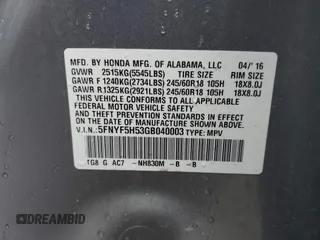 MFD. BY HONDA MFG. OF ALABAMA, LLC 04/'16
GVWR 2515KG(5545LBS) TIRE SIZE RIM SIZE
GAWR F 1240KG(2734LBS) 245/60R18 105H 18X8.0J
GAWR R1325KG(2921LBS) 245/60R18 105H 18X8.0J
THIS VEHICLE CONFORMS TO ALL APPLICABLE
FEDERAL MOTOR VEHICLE SAFETY AND THEFT
PREVENTION STANDARDS IN EFFECT ON THE DATE
OF MANUFACTURE SHOWN ABOVE.
V.I.N.: 5FNYF5H53GB040003 TYPE: MPV
TG8 G AC7 -NH830M -B -B
© DYNAMIC AUTO